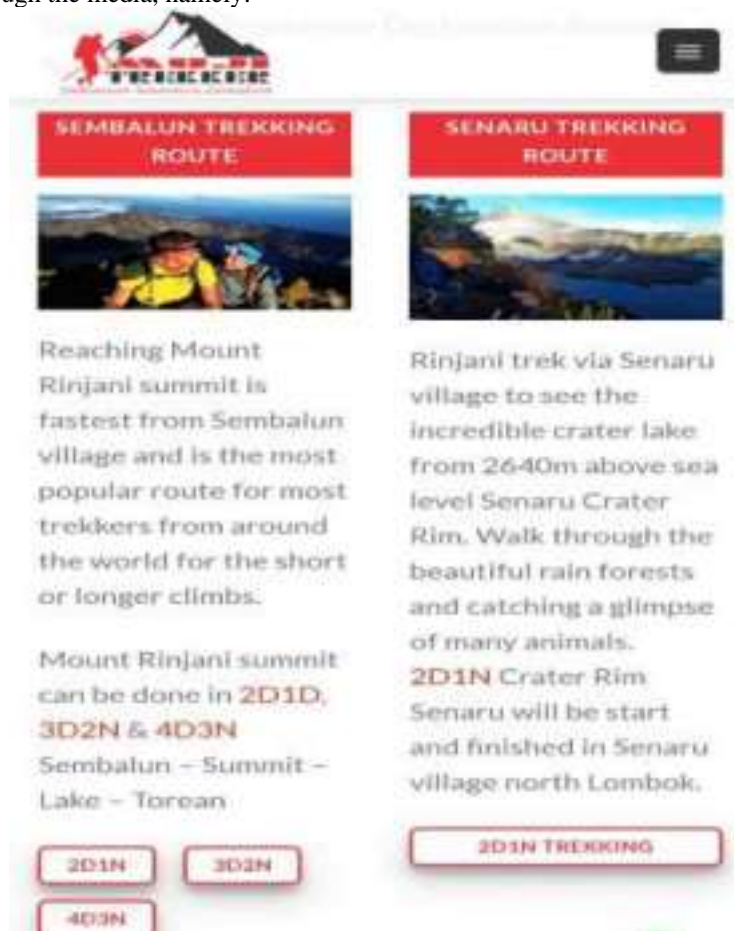 ugh the media, namely:
SEMBALUN TREKKING
ROUTE
Reaching Mount
Rinjani summit is
fastest from Sembalun
village and is the most
popular route for most
trekkers from around
the world for the short
or longer climbs.
Mount Rinjani summit
can be done in 2D1D,
3D2N & 4D3N
Sembalun – Summit –
Lake – Torean
2D1N
3D2N
4D3N
SENARU TREKKING
ROUTE
Rinjani trek via Senaru
village to see the
incredible crater lake
from 2640m above sea
level Senaru Crater
Rim. Walk through the
beautiful rain forests
and catching a glimpse
of many animals.
2D1N Crater Rim
Senaru will be start
and finished in Senaru
village north Lombok.
2D1N TREKKING